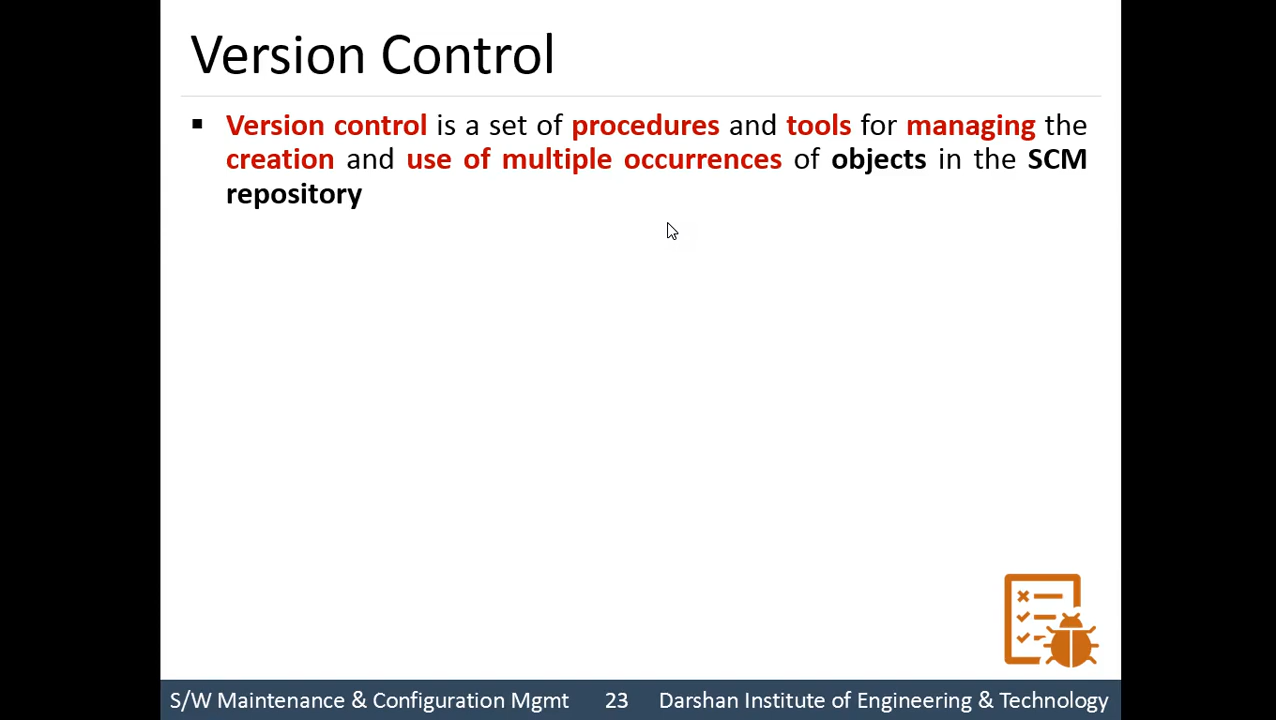 Version Control
▪ Version control is a set of procedures and tools for managing the
creation and use of multiple occurrences of objects in the SCM
repository
S/W Maintenance & Configuration Mgmt 23 Darshan Institute of Engineering & Technology